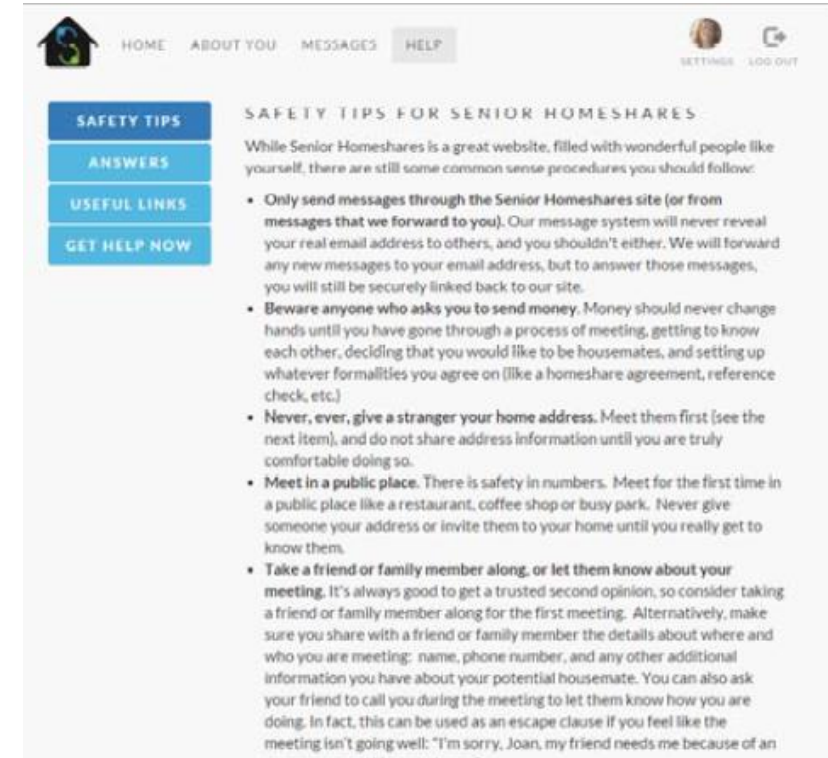 S
HOME ABOUT YOU MESSAGES HELP
SETTINGS LOG OUT
SAFETY TIPS
ANSWERS
USEFUL LINKS
GET HELP NOW
SAFETY TIPS FOR SENIOR HOMESHARES
While Senior Homeshares is a great website, filled with wonderful people like
yourself, there are still some common sense procedures you should follow:
• Only send messages through the Senior Homeshares site (or from
messages that we forward to you). Our message system will never reveal
your real email address to others, and you shouldn't either. We will forward
any new messages to your email address, but to answer those messages,
you will still be securely linked back to our site.
• Beware anyone who asks you to send money. Money should never change
hands until you have gone through a process of meeting, getting to know
each other, deciding that you would like to be housemates, and setting up
whatever formalities you agree on (like a homeshare agreement, reference
check, etc.)
• Never, ever, give a stranger your home address. Meet them first (see the
next item), and do not share address information until you are truly
comfortable doing so.
• Meet in a public place. There is safety in numbers. Meet for the first time in
a public place like a restaurant, coffee shop or busy park. Never give
someone your address or invite them to your home until you really get to
know them.
• Take a friend or family member along, or let them know about your
meeting. It's always good to get a trusted second opinion, so consider taking
a friend or family member along for the first meeting. Alternatively, make
sure you share with a friend or family member the details about where and
who you are meeting: name, phone number, and any other additional
information you have about your potential housemate. You can also ask
your friend to call you during the meeting to let them know how you are
doing. In fact, this can be used as an escape clause if you feel like the
meeting isn't going well: "I'm sorry, Joan, my friend needs me because of an